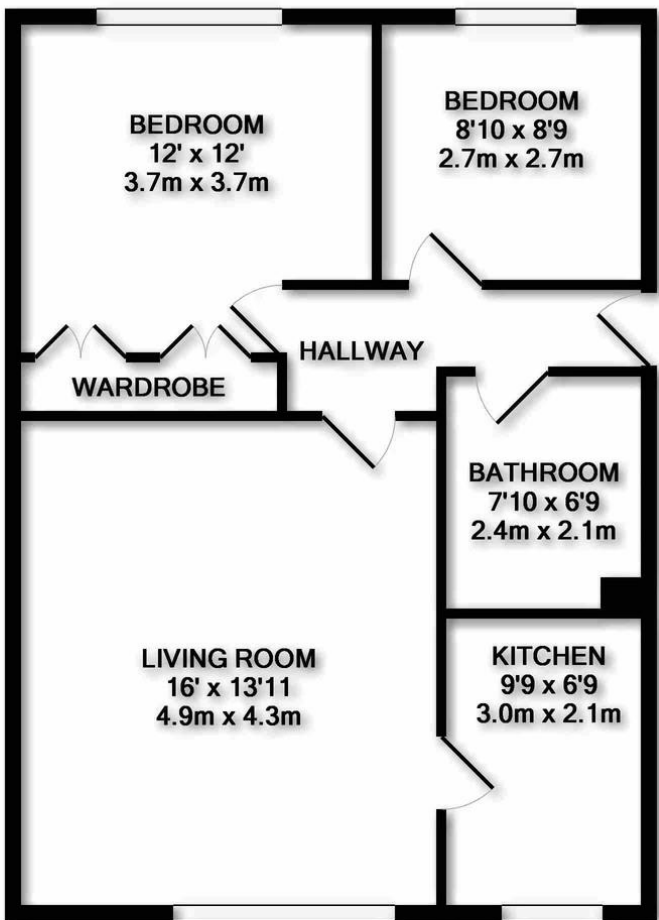 BEDROOM
12' x 12'
3.7m x 3.7m
BEDROOM
8'10 x 8'9
2.7m x 2.7m
HALLWAY
WARDROBE
BATHROOM
7'10 x 6'9
2.4m x 2.1m
LIVING ROOM
16' x 13'11
4.9m x 4.3m
KITCHEN
9'9 x 6'9
3.0m x 2.1m